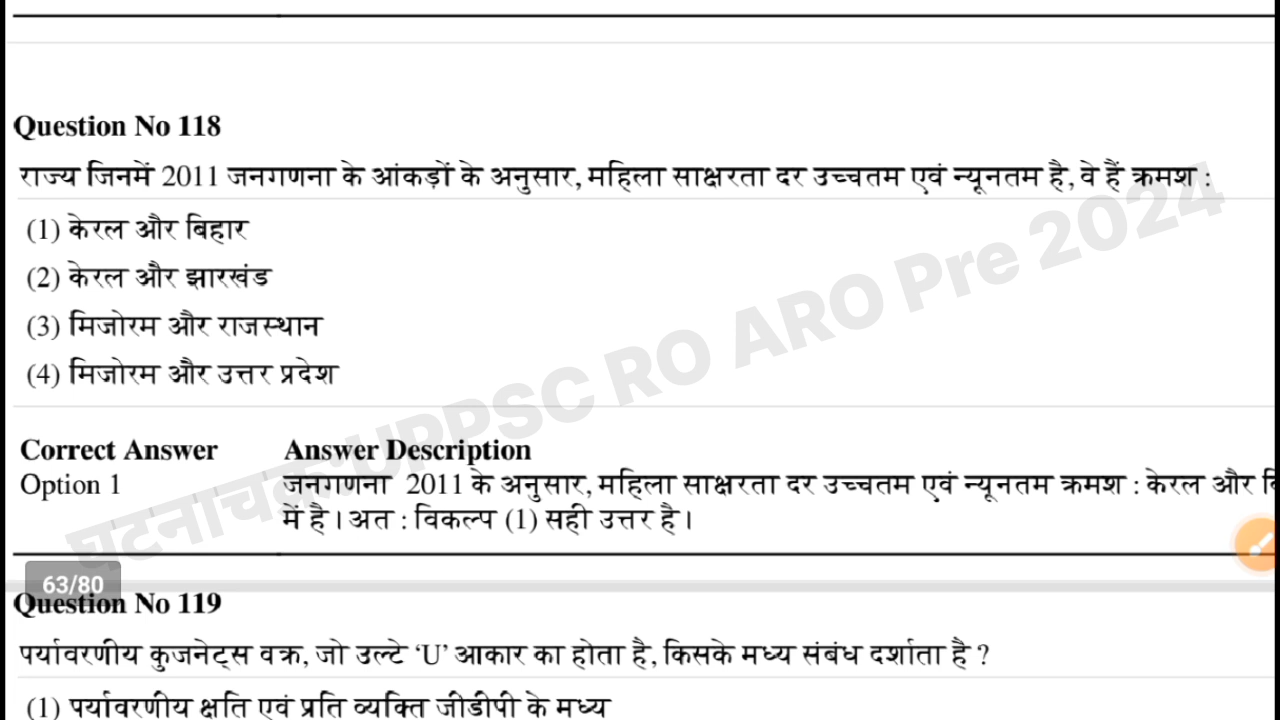 Question No 118
राज्य जिनमें 2011 जनगणना के आंकड़ों के अनुसार, महिला साक्षरता दर उच्चतम एवं न्यूनतम है, वे हैं क्रमश :
(1) केरल और बिहार
(2) केरल और झारखंड
(3) मिजोरम और राजस्थान
(4) मिजोरम और उत्तर प्रदेश
Correct Answer Answer Description
Option 1 जनगणना 2011 के अनुसार, महिला साक्षरता दर उच्चतम एवं न्यूनतम क्रमश : केरल और
में है। अत : विकल्प (1) सही उत्तर है।
घटनाचक्र UPPSC RO ARO Pre 2024
63/80
Question No 119
पर्यावरणीय कुजनेट्स वक्र, जो उल्टे ‘U’ आकार का होता है, किसके मध्य संबंध दर्शाता है ?
(1) पर्यावरणीय क्षति एवं प्रति व्यक्ति जीडीपी के मध्य